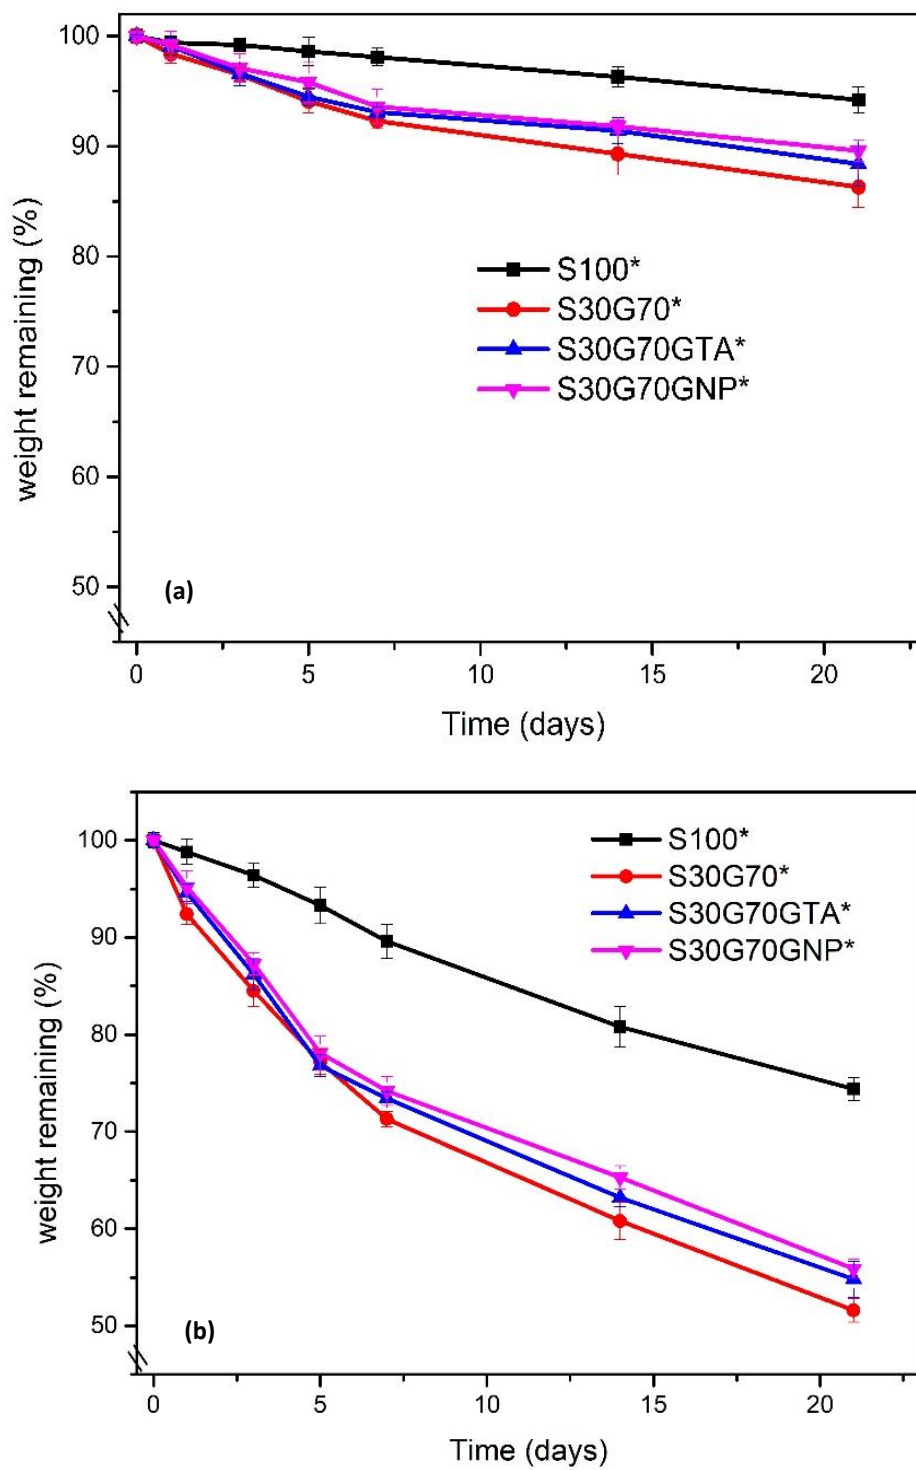 100
90
80
70
60
50
weight remaining (%)
S100*
S30G70*
S30G70GTA*
S30G70GNP*
(a)
0 5 10 15 20
Time (days)
100
90
80
70
60
50
weight remaining (%)
S100*
S30G70*
S30G70GTA*
S30G70GNP*
(b)
0 5 10 15 20
Time (days)